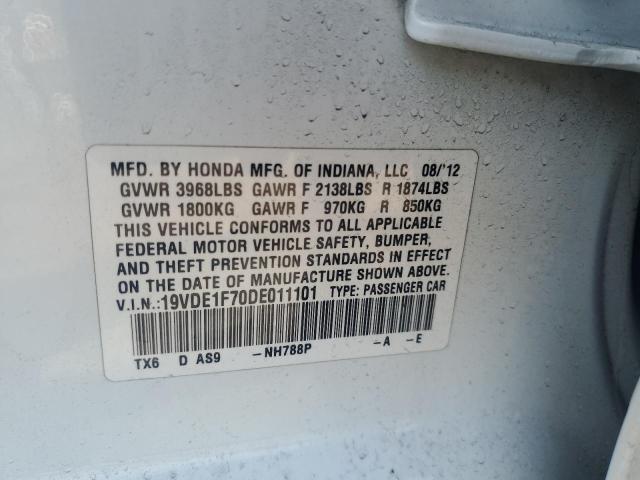 MFD. BY HONDA MFG. OF INDIANA, LLC 08/'12
GVWR 3968LBS GAWR F 2138LBS R 1874LBS
GVWR 1800KG GAWR F 970KG R 850KG
THIS VEHICLE CONFORMS TO ALL APPLICABLE
FEDERAL MOTOR VEHICLE SAFETY, BUMPER,
AND THEFT PREVENTION STANDARDS IN EFFECT
ON THE DATE OF MANUFACTURE SHOWN ABOVE.
V.I.N.:19VDE1F70DE011101 TYPE: PASSENGER CAR
TX6 D AS9 -NH788P -A -E